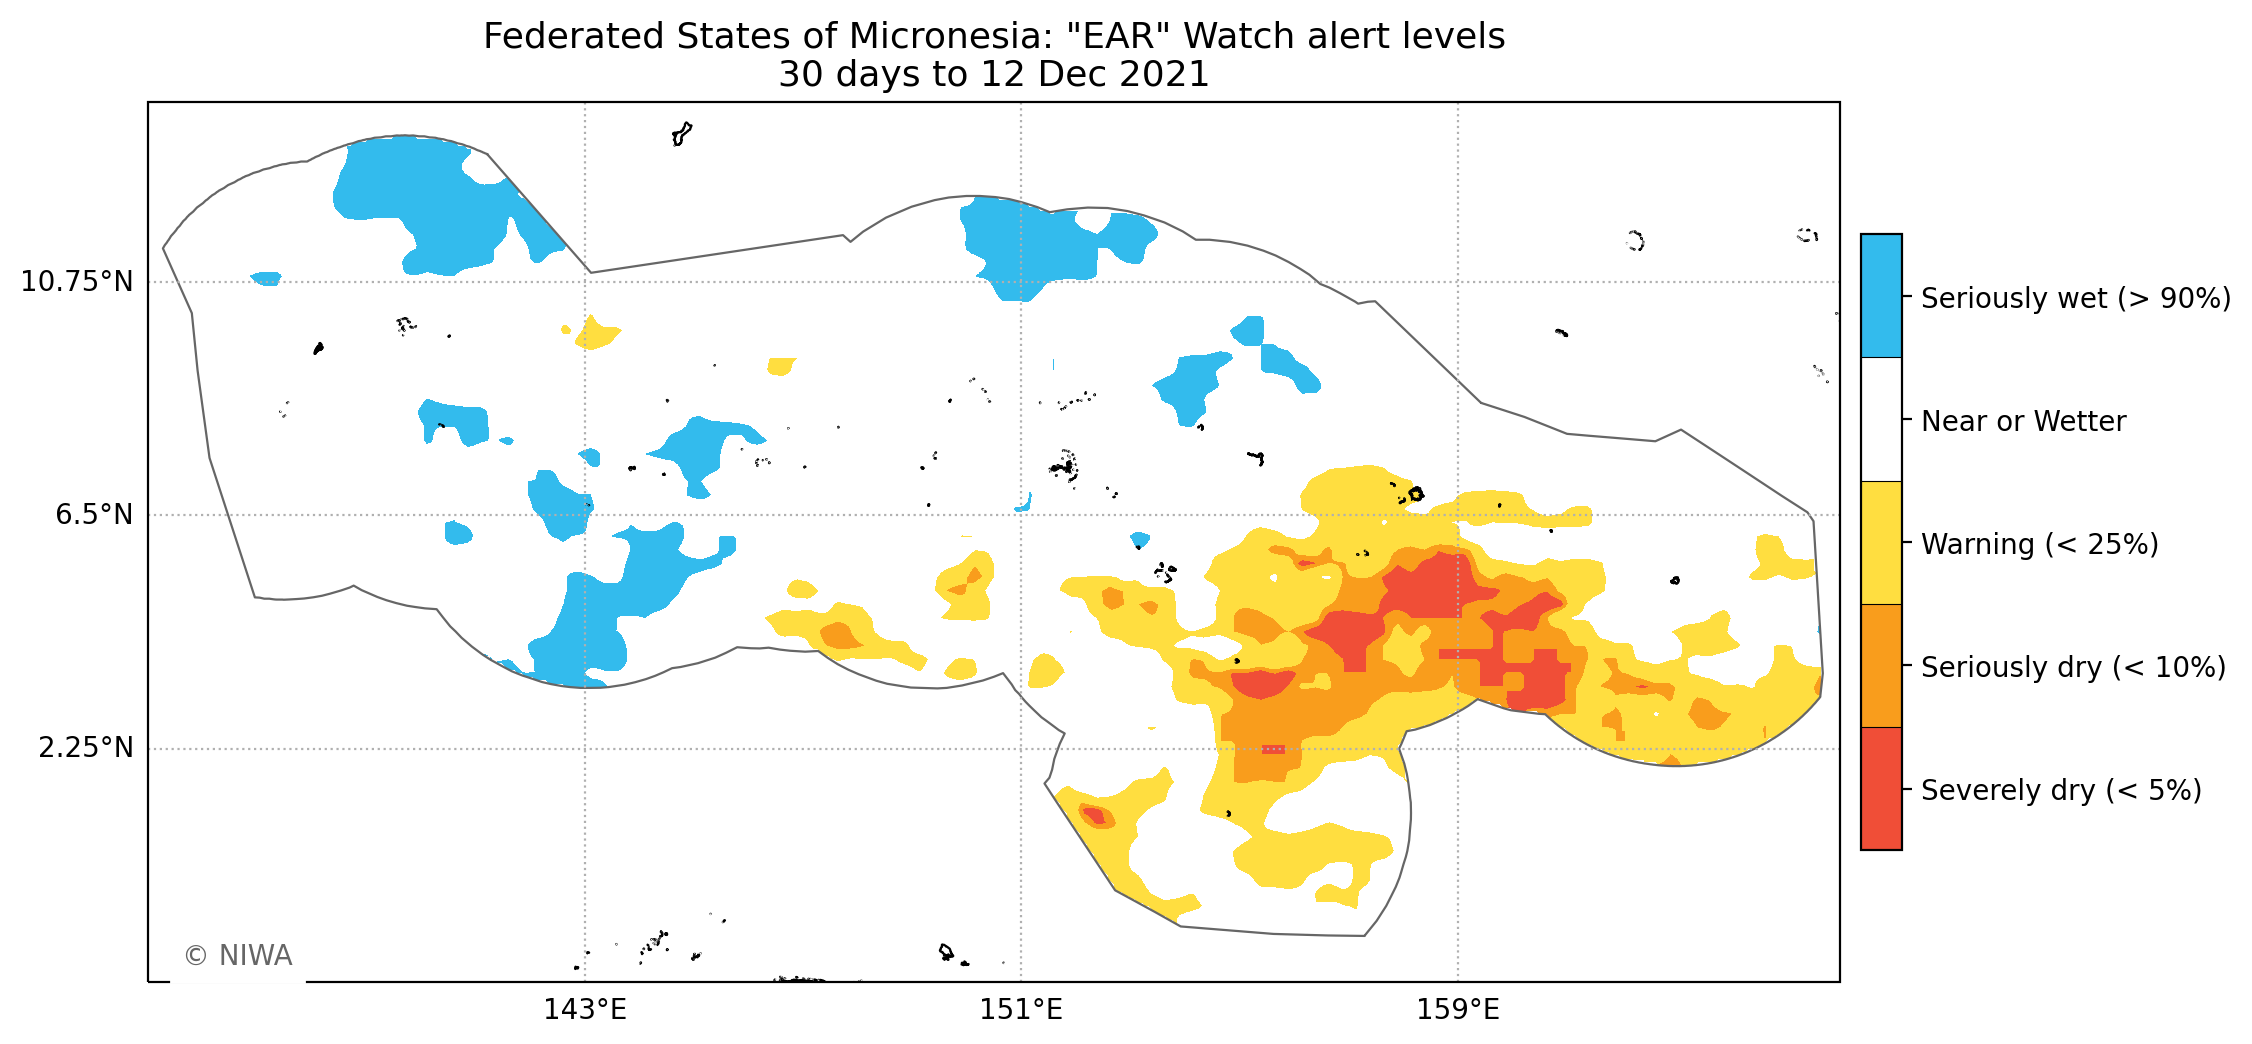 Federated States of Micronesia: "EAR" Watch alert levels
30 days to 12 Dec 2021
10.75°N
6.5°N
2.25°N
143°E
151°E
159°E
Seriously wet (> 90%)
Near or Wetter
Warning (< 25%)
Seriously dry (< 10%)
Severely dry (< 5%)
© NIWA